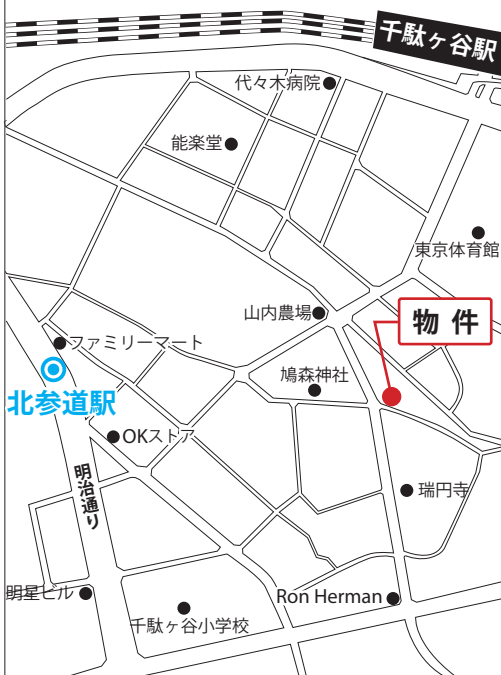 千駄ヶ谷駅
代々木病院
能楽堂
東京体育館
山内農場
物件
ファミリーマート
鳩森神社
北参道駅
OKストア
明治通り
瑞円寺
明星ビル
Ron Herman
千駄ヶ谷小学校